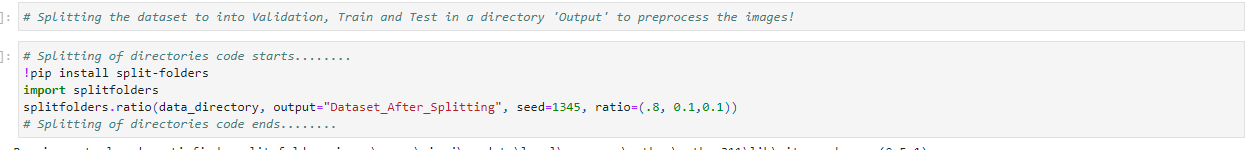 ]: # Splitting the dataset to into Validation, Train and Test in a directory 'Output' to preprocess the images!
]: # Splitting of directories code starts........
!pip install split-folders
import splitfolders
splitfolders.ratio(data_directory, output="Dataset_After_Splitting", seed=1345, ratio=(.8, 0.1,0.1))
# Splitting of directories code ends........